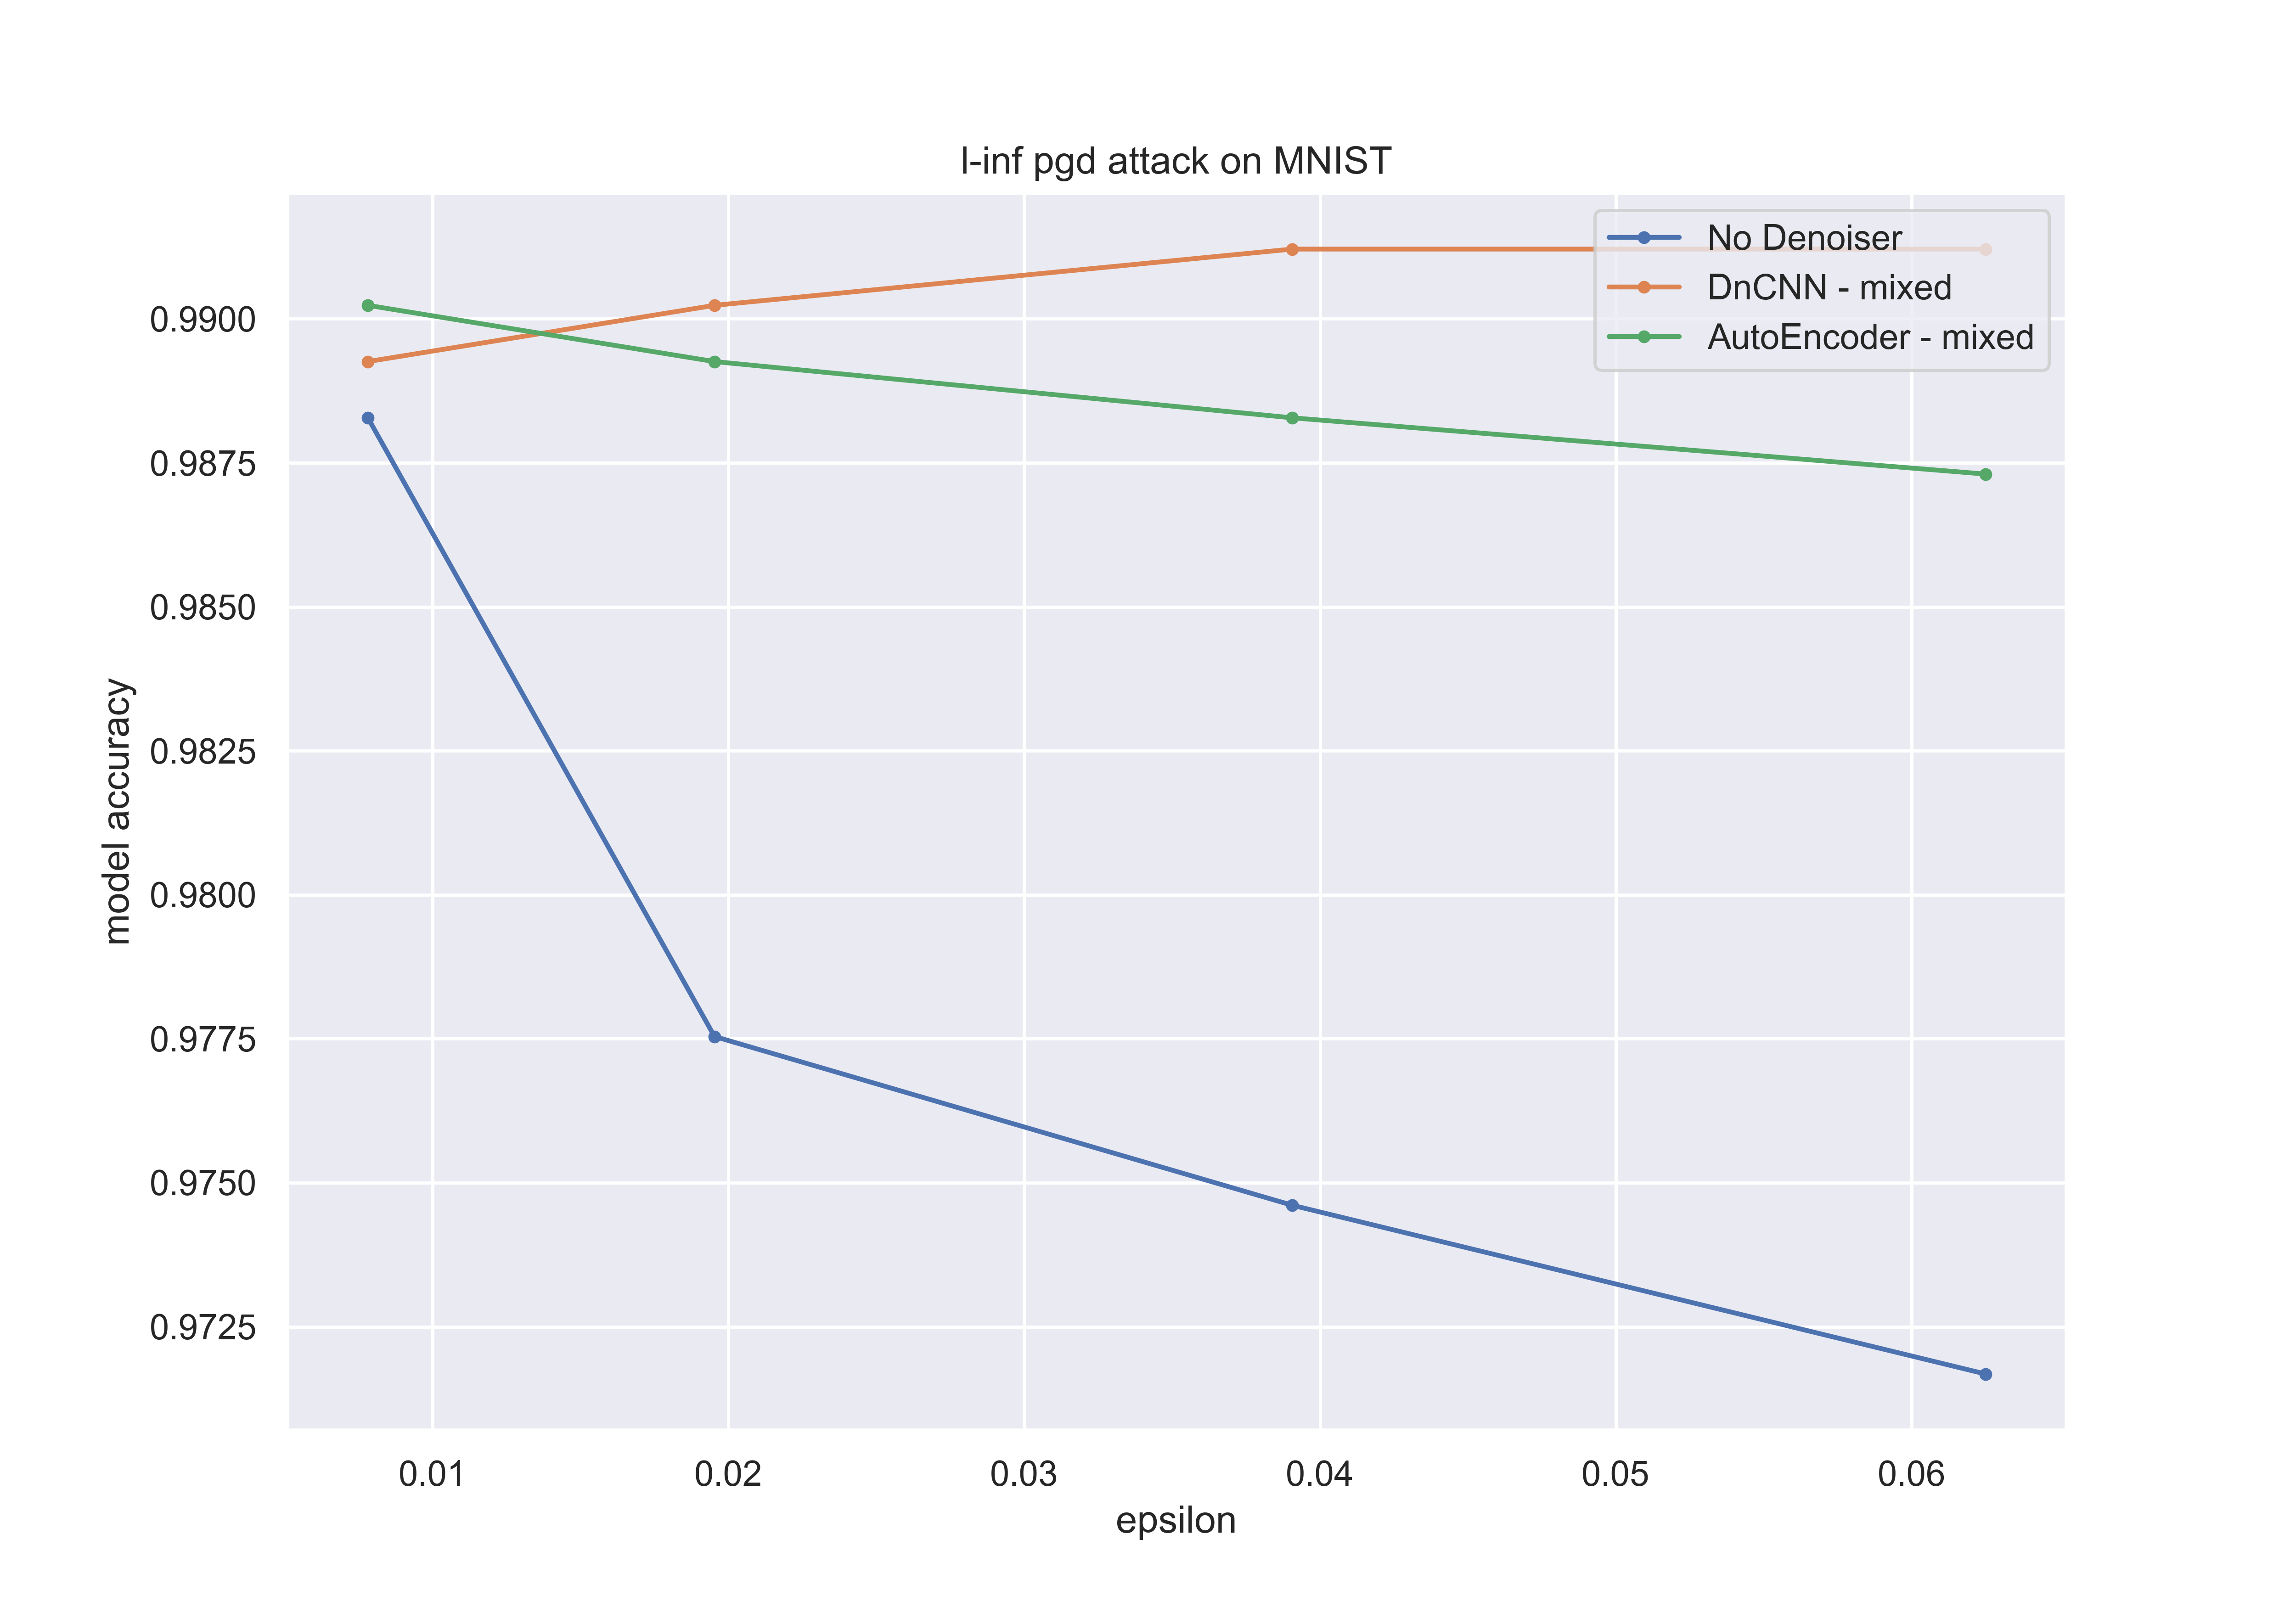 l-inf pgd attack on MNIST
No Denoiser
DnCNN - mixed
AutoEncoder - mixed
0.9900
0.9875
0.9850
0.9825
0.9800
0.9775
0.9750
0.9725
model accuracy
0.01 0.02 0.03 0.04 0.05 0.06
epsilon